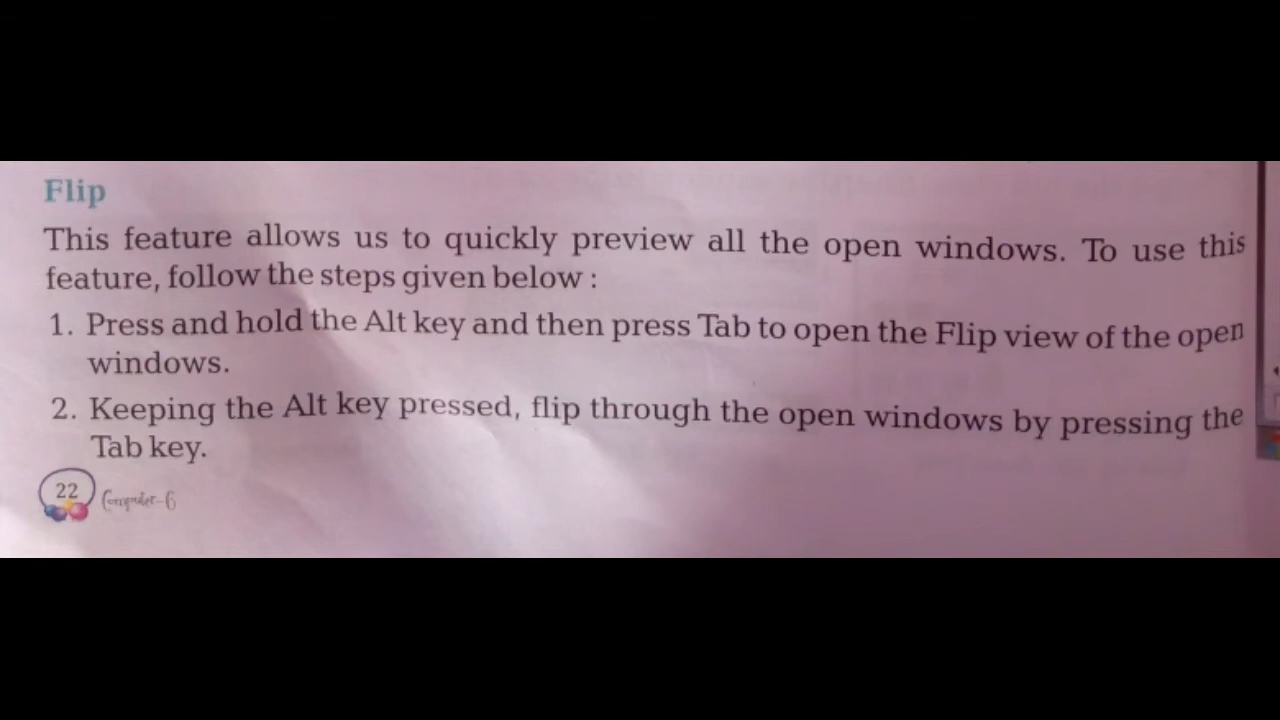 Flip
This feature allows us to quickly preview all the open windows. To use this
feature, follow the steps given below :
1. Press and hold the Alt key and then press Tab to open the Flip view of the open
windows.
2. Keeping the Alt key pressed, flip through the open windows by pressing the
Tab key.
22 Computer-6